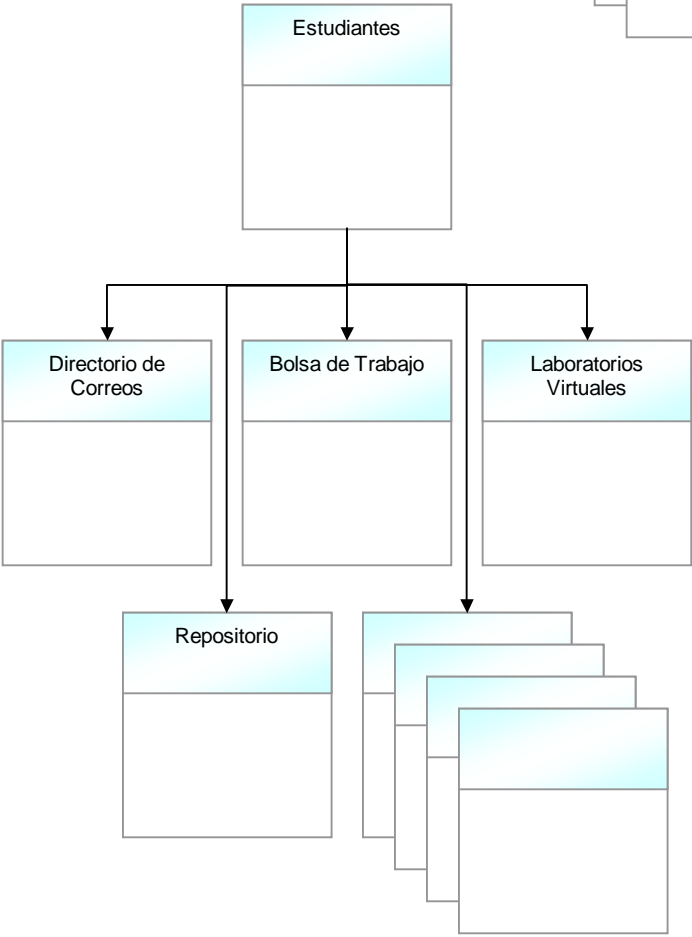 Estudiantes
Directorio de
Correos
Bolsa de Trabajo
Laboratorios
Virtuales
Repositorio